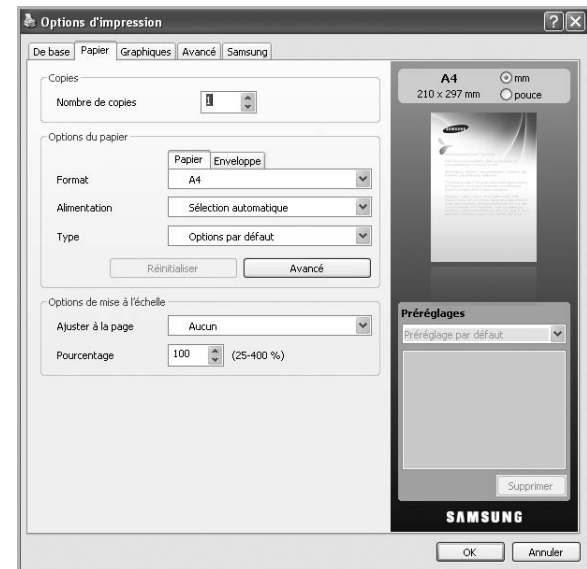 Options d'impression
De base Papier Graphiques Avancé Samsung
Copies
Nombre de copies 1
Options du papier
Papier Enveloppe
Format A4
Alimentation Sélection automatique
Type Options par défaut
Réinitialiser Avancé
Options de mise à l'échelle
Ajuster à la page Aucun
Pourcentage 100 (25-400 %)
A4 mm
210 x 297 mm pouce
SAMSUNG
Préréglages
Préréglage par défaut
Supprimer
SAMSUNG
OK Annuler